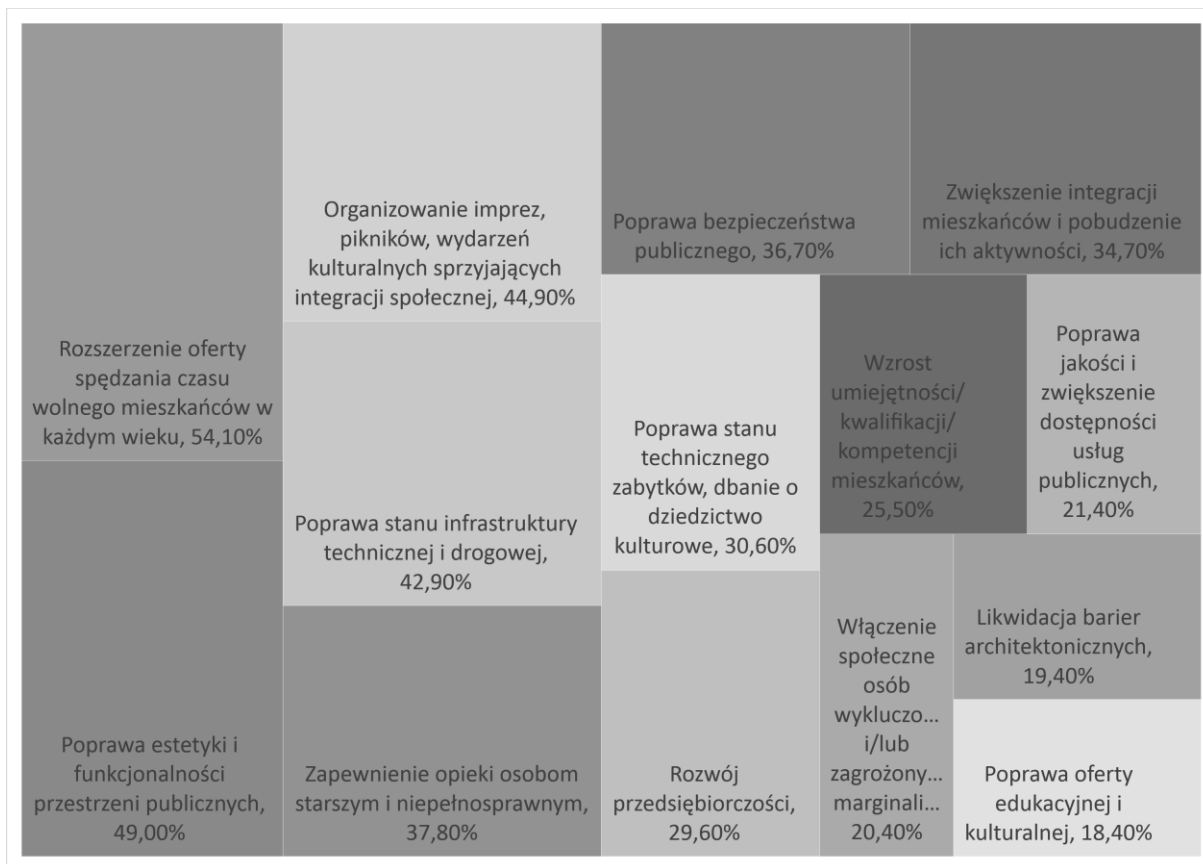 Rozszerzenie oferty
spędzania czasu
wolnego mieszkańców w
każdym wieku, 54,10%
Poprawa estetyki i
funkcjonalności
przestrzeni publicznych,
49,00%
Organizowanie imprez,
pikników, wydarzeń
kulturalnych sprzyjających
integracji społecznej, 44,90%
Poprawa stanu infrastruktury
technicznej i drogowej,
42,90%
Zapewnienie opieki osobom
starszym i niepełnosprawnym,
37,80%
Poprawa bezpieczeństwa
publicznego, 36,70%
Zwiększenie integracji
mieszkańców i pobudzenie
ich aktywności, 34,70%
Poprawa stanu
technicznego
zabytków, dbanie o
dziedzictwo
kulturowe, 30,60%
Rozwój
przedsiębiorczości,
29,60%
Wzrost
umiejętności/
kwalifikacji/
kompetencji
mieszkańców,
25,50%
Poprawa
jakości i
zwiększenie
dostępności
usług
publicznych,
21,40%
Włączenie
społeczne
osób
wykluczo...
i/lub
zagrożony...
marginali...
20,40%
Likwidacja barier
architektonicznych,
19,40%
Poprawa oferty
edukacyjnej i
kulturalnej, 18,40%